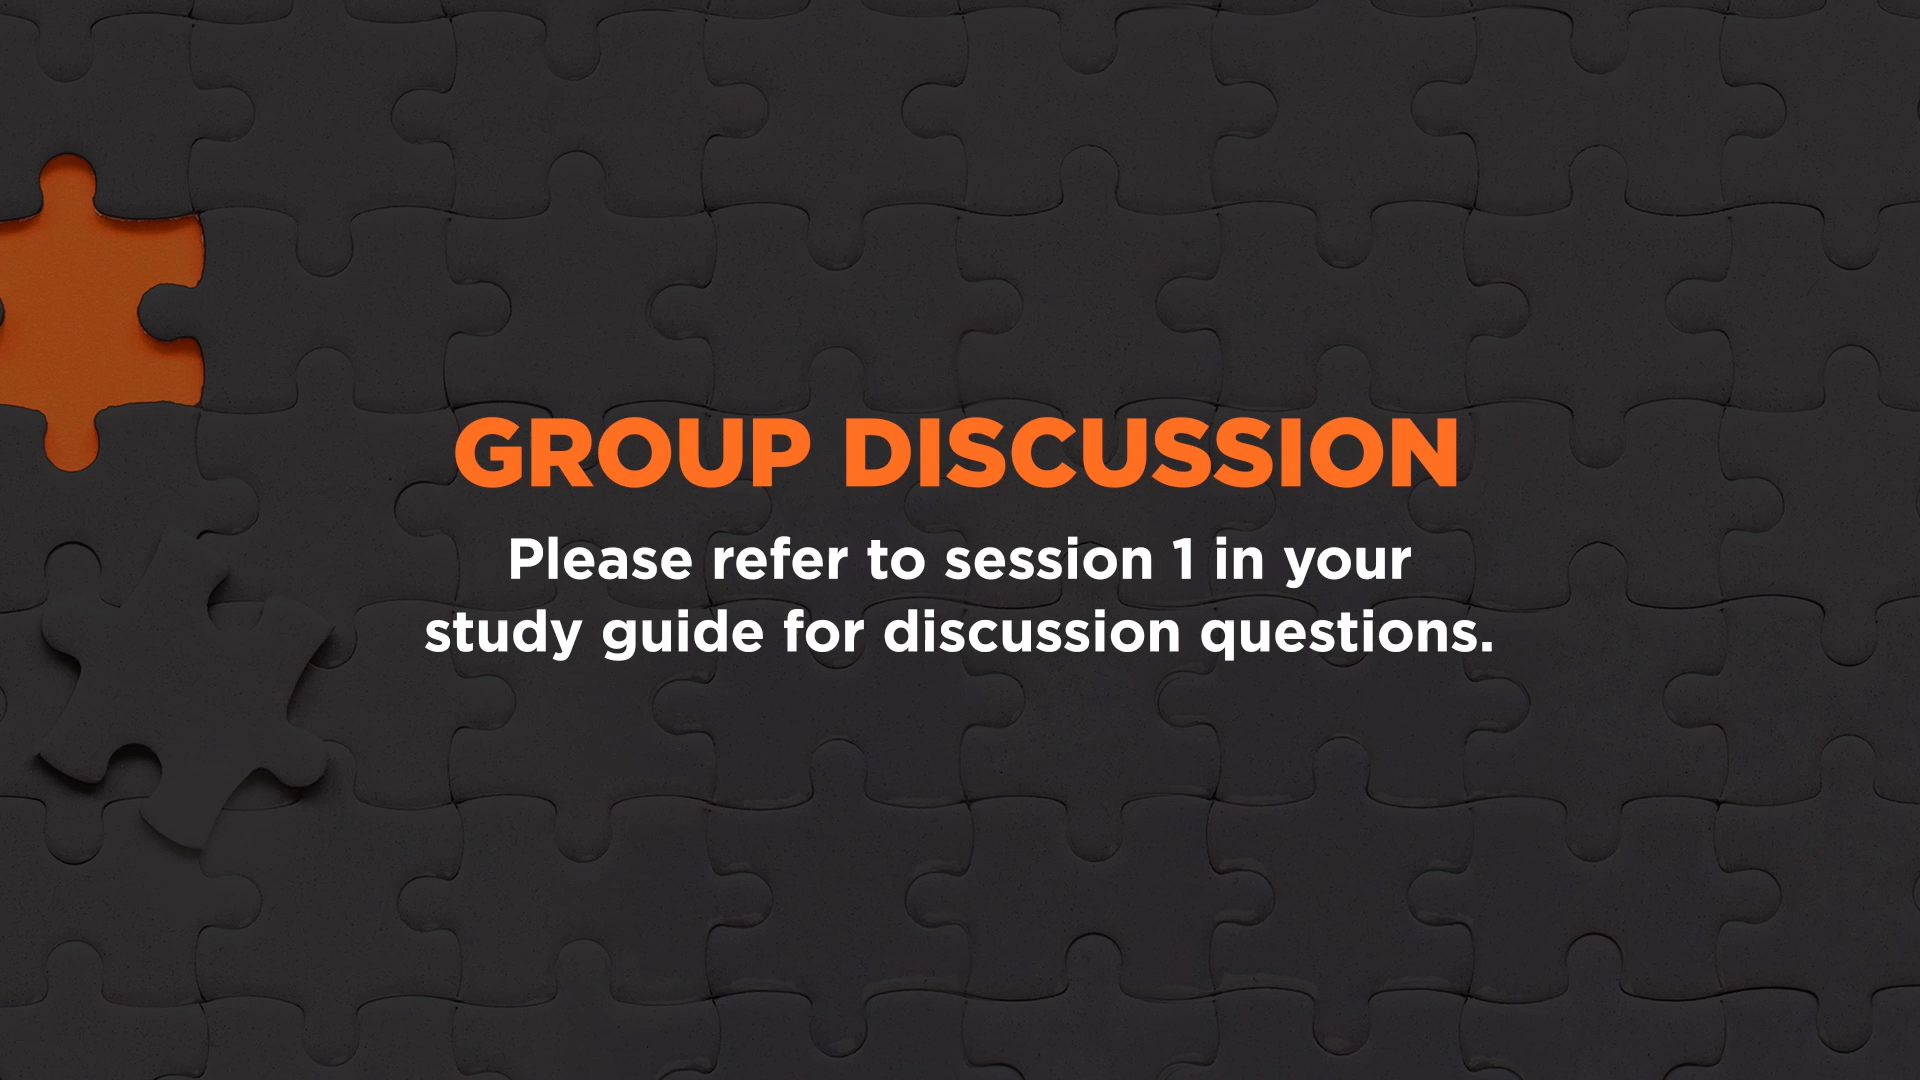 GROUP DISCUSSION
Please refer to session 1 in your
study guide for discussion questions.